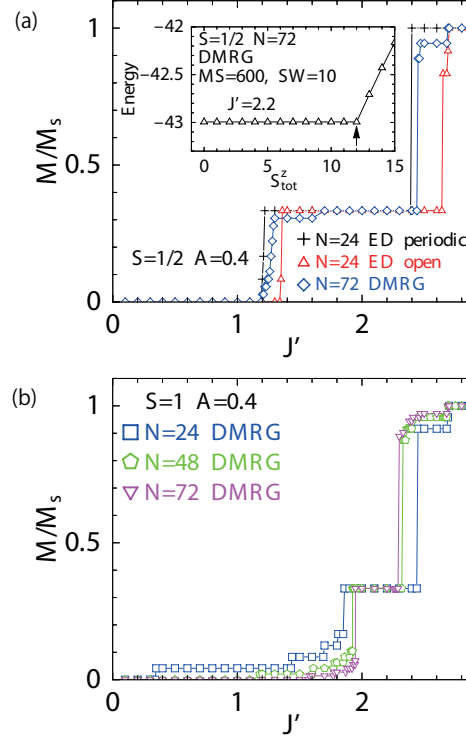 (a)
-42
S=1/2 N=72
DMRG
MS=600, SW=10
J'=2.2
Energy
-42.5
-43
0 5 10 15
S^z_tot
1
M/M_s
0.5
0
S=1/2 A=0.4
N=24 ED periodic
N=24 ED open
N=72 DMRG
0 1 2
J'
(b)
S=1 A=0.4
N=24 DMRG
N=48 DMRG
N=72 DMRG
1
M/M_s
0.5
0
0 1 2
J'